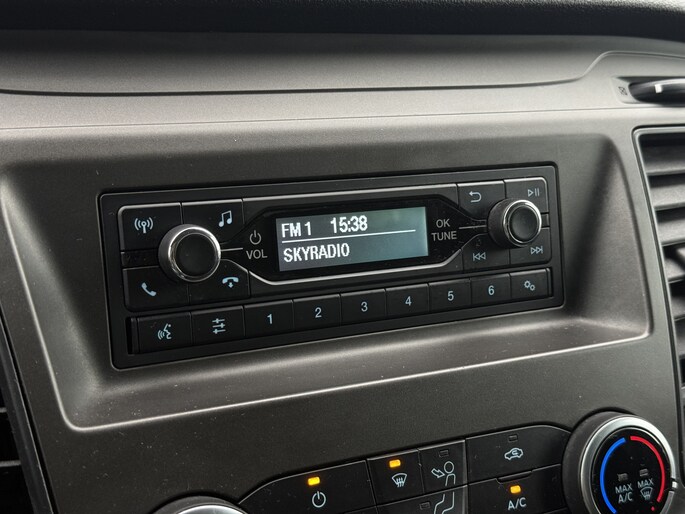 FM 1 15:38
SKYRADIO
VOL
OK
TUNE
1 2 3 4 5 6
MAX
A/C
MAX
A/C